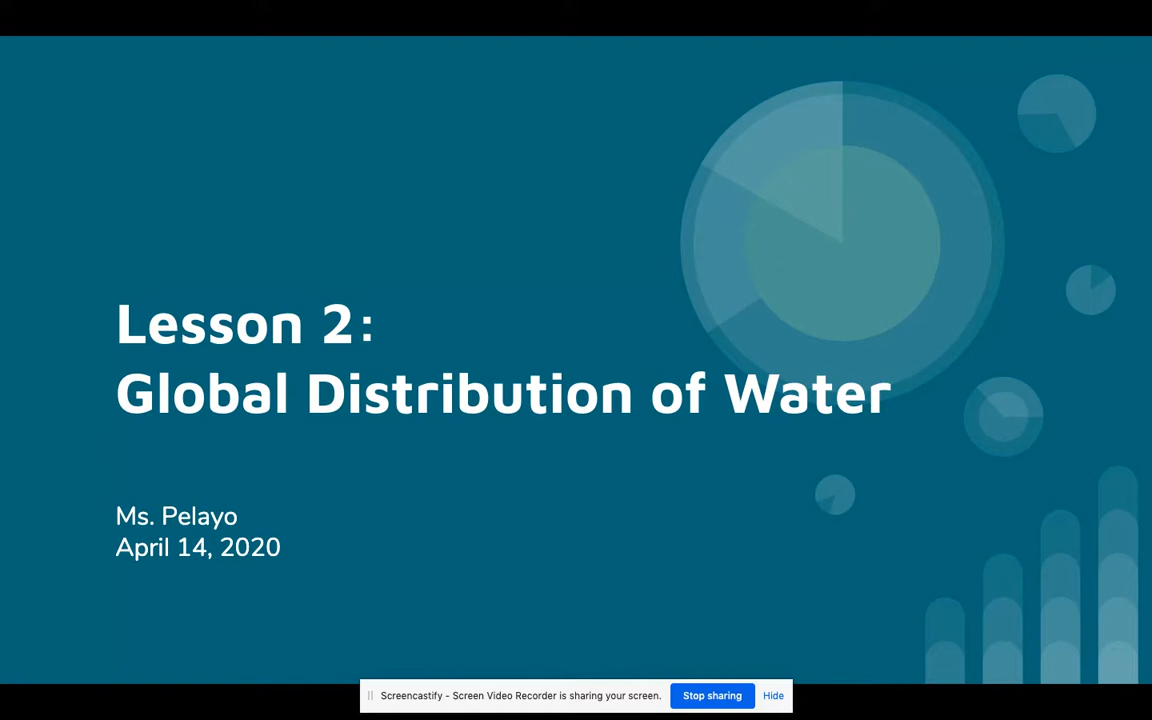 Lesson 2:
Global Distribution of Water
Ms. Pelayo
April 14, 2020
Screencastify - Screen Video Recorder is sharing your screen. Stop sharing Hide